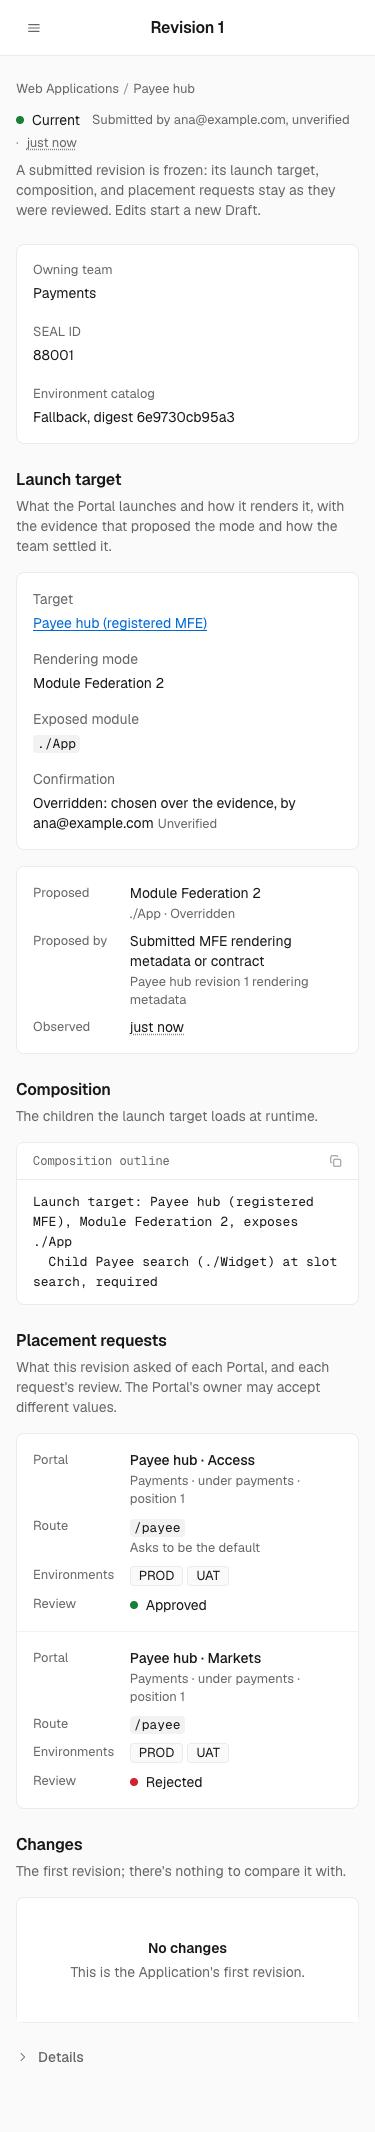 Revision 1
Web Applications / Payee hub
Current Submitted by ana@example.com, unverified
· just now
A submitted revision is frozen: its launch target,
composition, and placement requests stay as they
were reviewed. Edits start a new Draft.
Owning team
Payments
SEAL ID
88001
Environment catalog
Fallback, digest 6e9730cb95a3
Launch target
What the Portal launches and how it renders it, with
the evidence that proposed the mode and how the
team settled it.
Target
Payee hub (registered MFE)
Rendering mode
Module Federation 2
Exposed module
./App
Confirmation
Overridden: chosen over the evidence, by
ana@example.com Unverified
Proposed Module Federation 2
./App · Overridden
Proposed by Submitted MFE rendering
metadata or contract
Payee hub revision 1 rendering
metadata
Observed just now
Composition
The children the launch target loads at runtime.
Composition outline
Launch target: Payee hub (registered
MFE), Module Federation 2, exposes
./App
Child Payee search (./Widget) at slot
search, required
Placement requests
What this revision asked of each Portal, and each
request's review. The Portal's owner may accept
different values.
Portal Payee hub · Access
Payments · under payments ·
position 1
Route /payee
Asks to be the default
Environments PROD UAT
Review Approved
Portal Payee hub · Markets
Payments · under payments ·
position 1
Route /payee
Environments PROD UAT
Review Rejected
Changes
The first revision; there's nothing to compare it with.
No changes
This is the Application's first revision.
Details